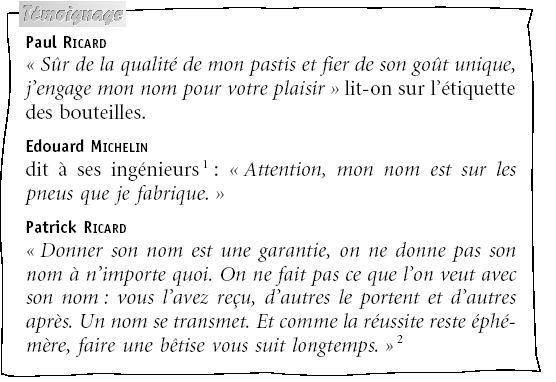 Témoignage
Paul RICARD
« Sûr de la qualité de mon pastis et fier de son goût unique,
j'engage mon nom pour votre plaisir » lit-on sur l'étiquette
des bouteilles.
Edouard MICHELIN
dit à ses ingénieurs 1 : « Attention, mon nom est sur les
pneus que je fabrique. »
Patrick RICARD
« Donner son nom est une garantie, on ne donne pas son
nom à n'importe quoi. On ne fait pas ce que l'on veut avec
son nom : vous l'avez reçu, d'autres le portent et d'autres
après. Un nom se transmet. Et comme la réussite reste éphé-
mère, faire une bêtise vous suit longtemps. » 2